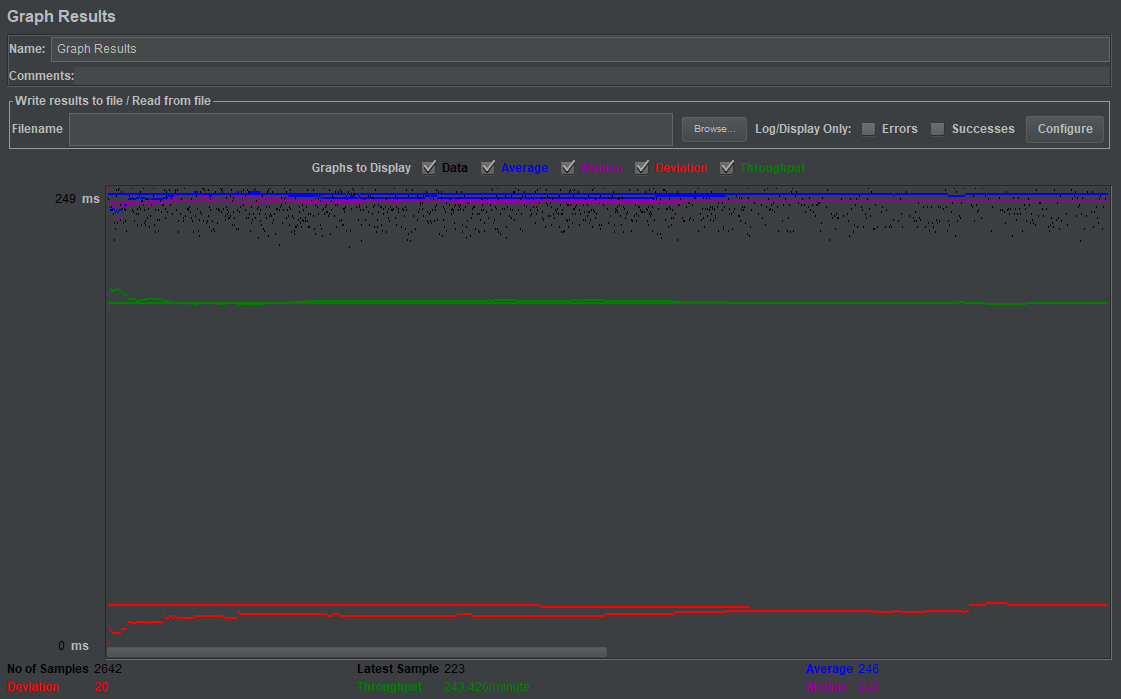 Graph Results
Name: Graph Results
Comments:
Write results to file / Read from file
Filename Browse... Log/Display Only: Errors Successes Configure
Graphs to Display Data Average Median Deviation Throughput
249 ms
0 ms
No of Samples 2642 Latest Sample 223 Average 246
Deviation 20 Throughput 243.426/minute Median 242